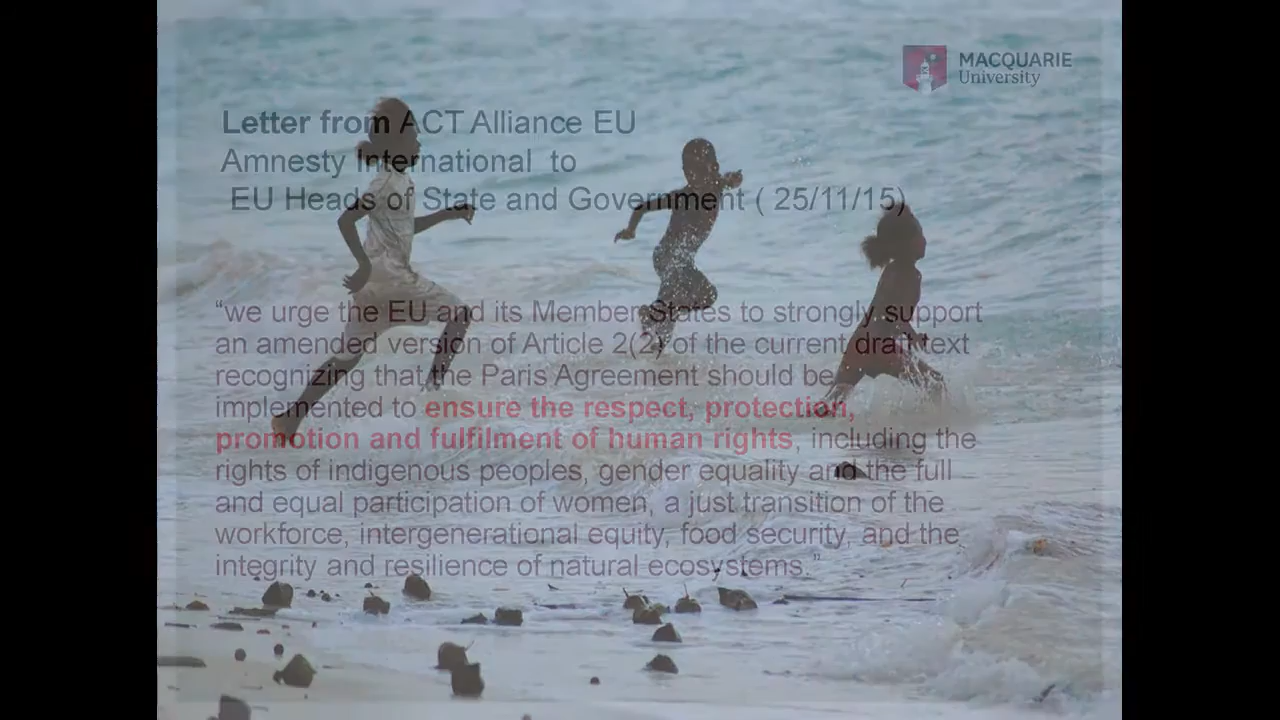 MACQUARIE
University
Letter from ACT Alliance EU
Amnesty International to
EU Heads of State and Government ( 25/11/15)
“we urge the EU and its Member States to strongly support
an amended version of Article 2(2) of the current draft text
recognizing that the Paris Agreement should be
implemented to ensure the respect, protection,
promotion and fulfilment of human rights, including the
rights of indigenous peoples, gender equality and the full
and equal participation of women, a just transition of the
workforce, intergenerational equity, food security, and the
integrity and resilience of natural ecosystems.”